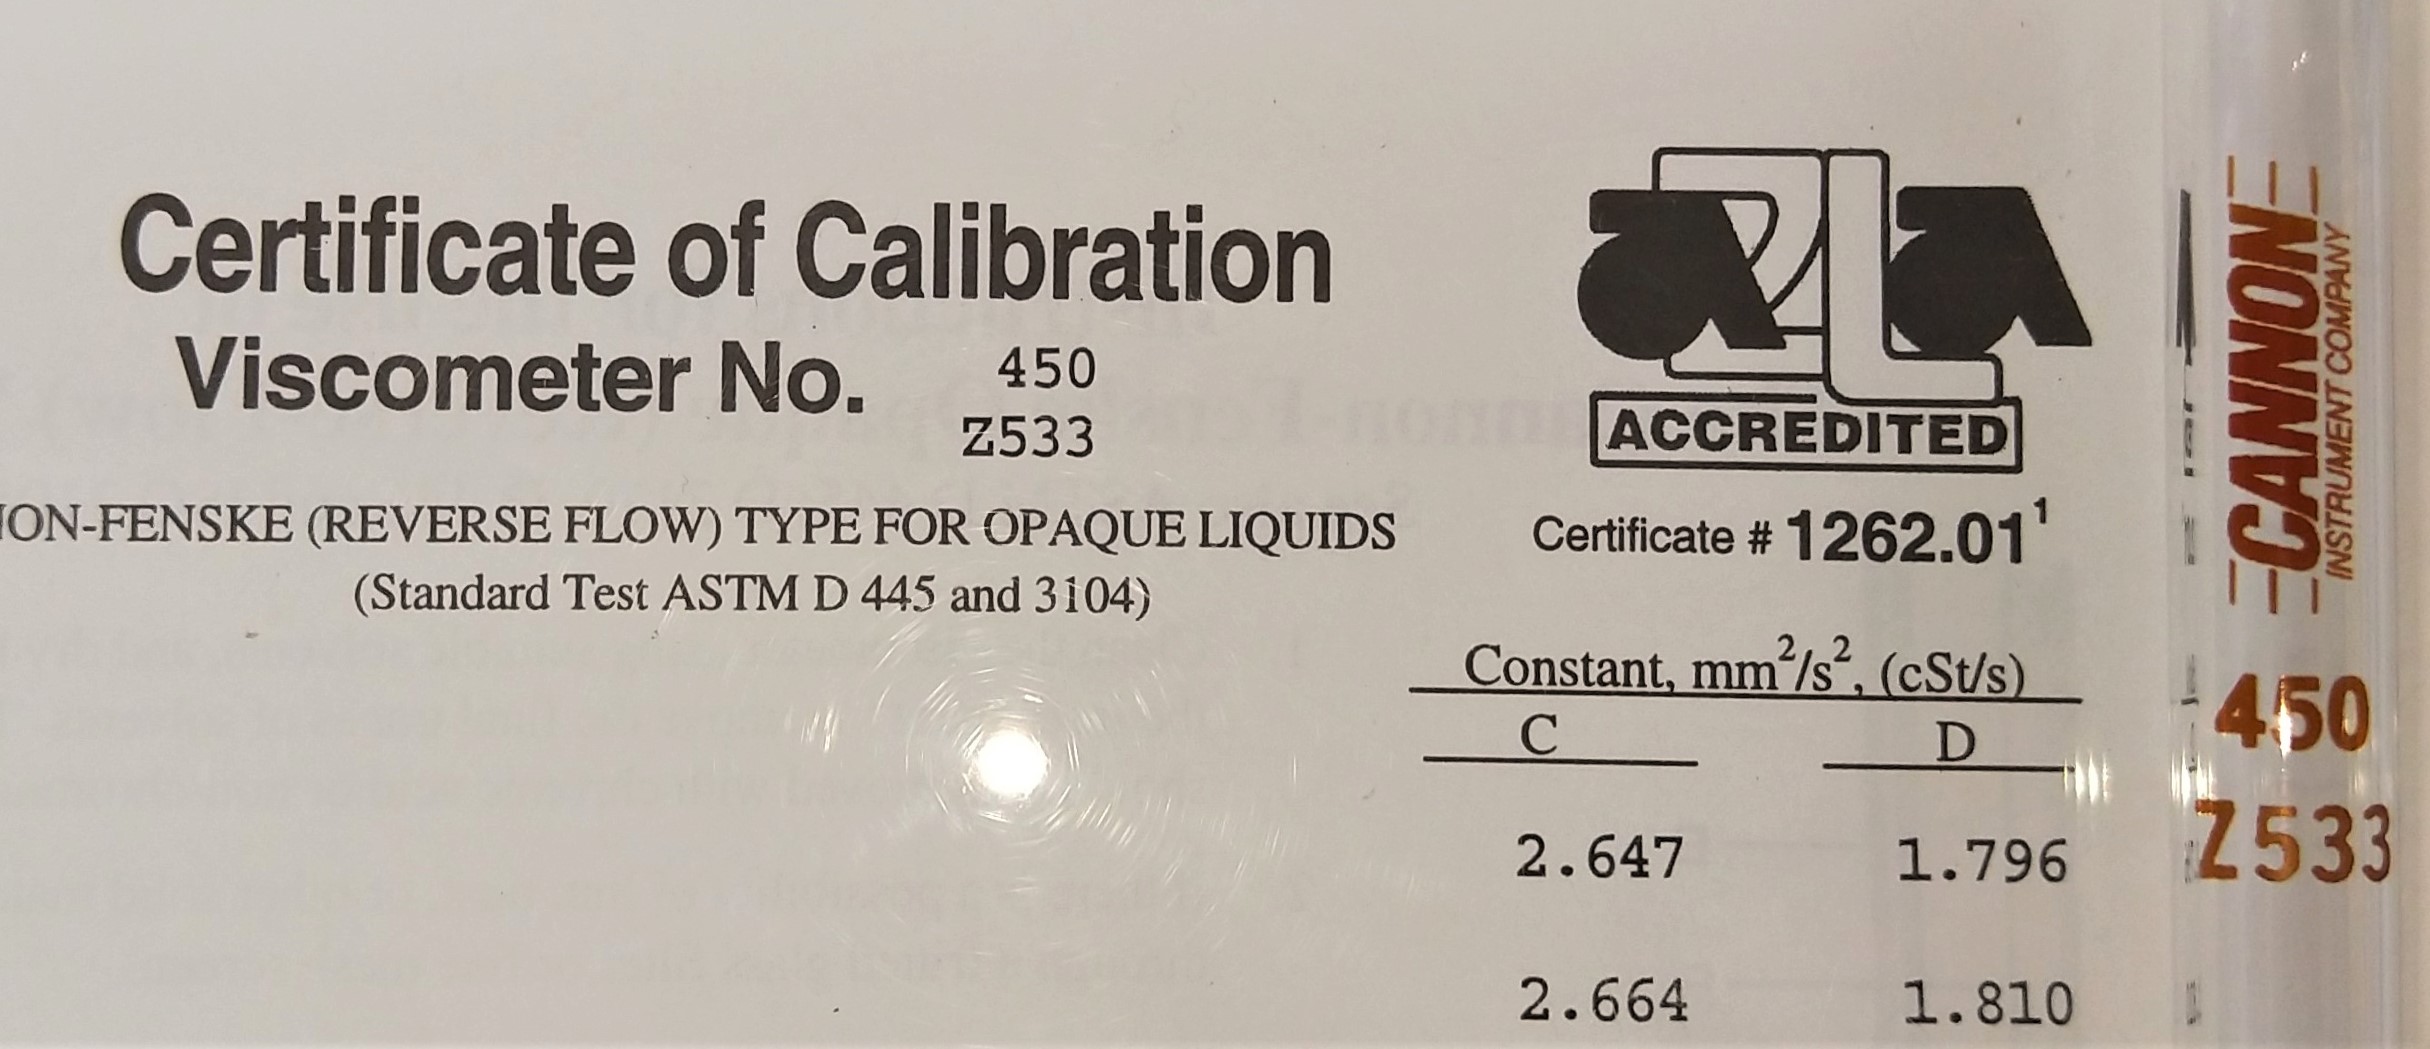 Certificate of Calibration
Viscometer No. 450
Z533
ON-FENSKE (REVERSE FLOW) TYPE FOR OPAQUE LIQUIDS
(Standard Test ASTM D 445 and 3104)
a2la
ACCREDITED
Certificate # 1262.01¹
Constant, mm²/s², (cSt/s)
C D
2.647 1.796
2.664 1.810
CANNON
INSTRUMENT COMPANY
450
Z533